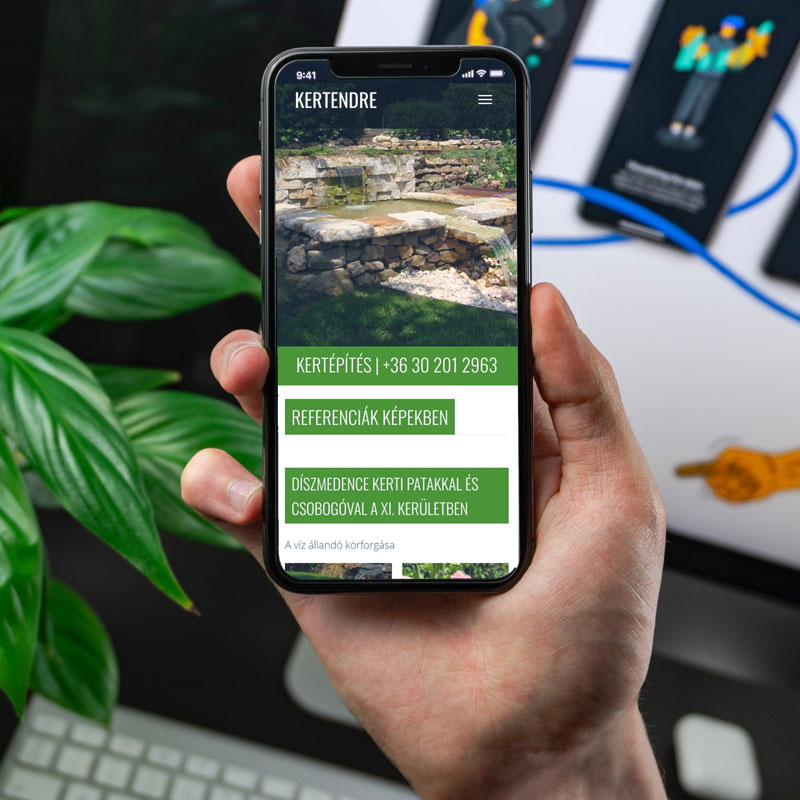 9:41
KERTENDRE
KERTÉPÍTÉS | +36 30 201 2963
REFERENCIÁK KÉPEKBEN
DÍSZMEDENCE KERTI PATAKKAL ÉS
CSOBOGÓVAL A XI. KERÜLETBEN
A víz állandó körforgása